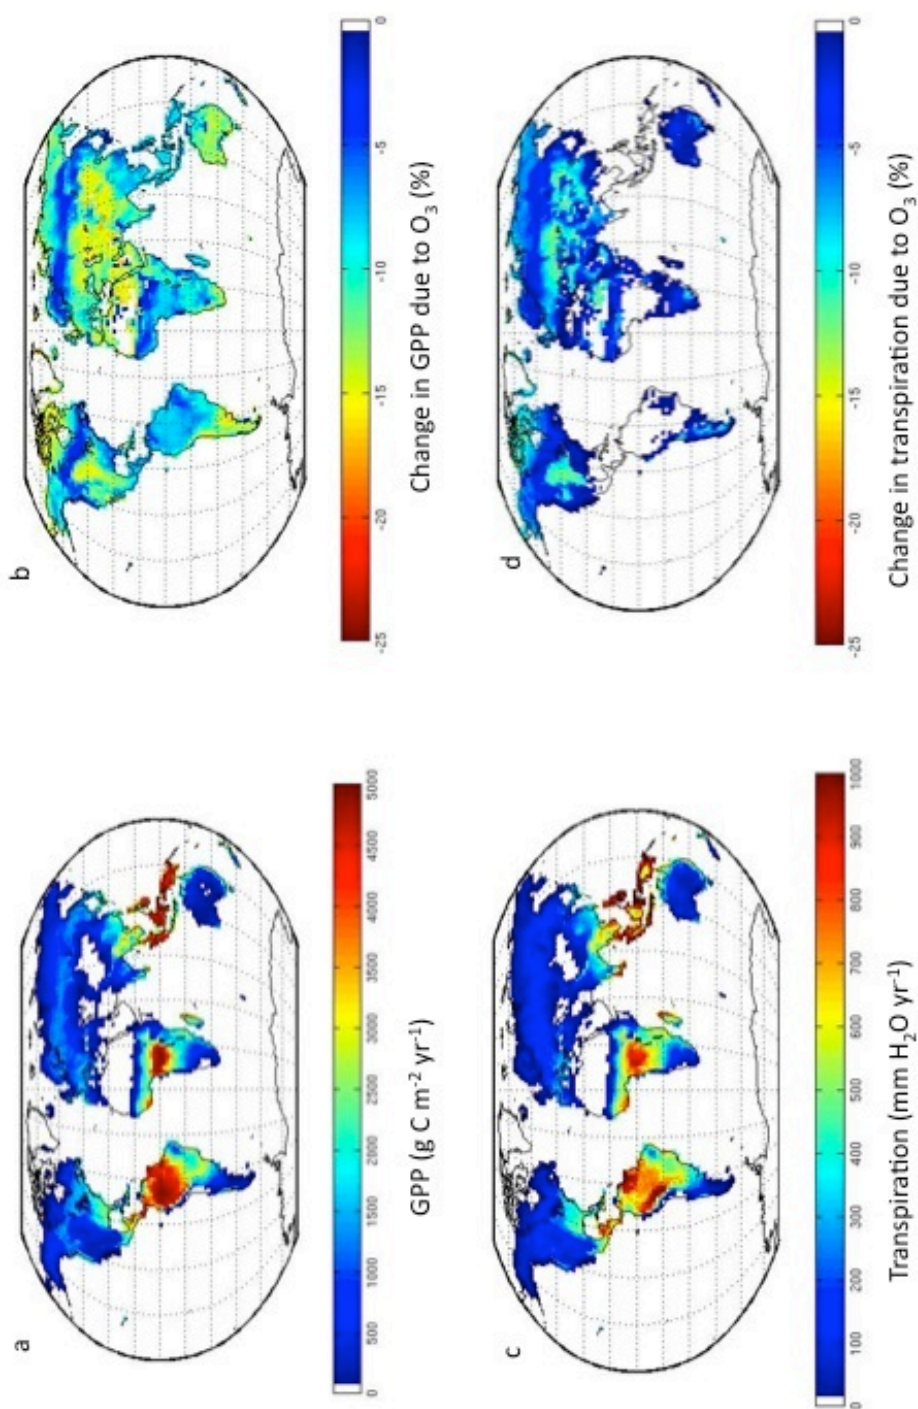 a
0 500 1000 1500 2000 2500 3000 3500 4000 4500 5000
GPP (g C m⁻² yr⁻¹)
b
-25 -20 -15 -10 -5 0
Change in GPP due to O₃ (%)
c
0 100 200 300 400 500 600 700 800 900 1000
Transpiration (mm H₂O yr⁻¹)
d
-25 -20 -15 -10 -5 0
Change in transpiration due to O₃ (%)